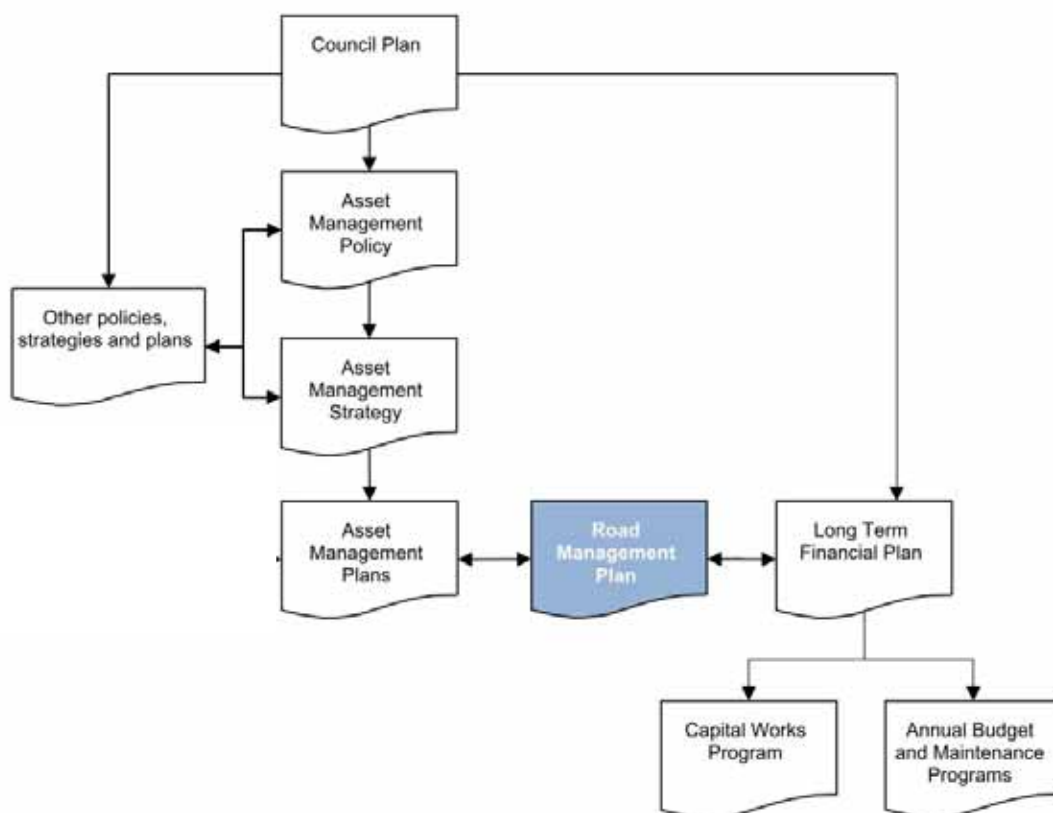 Council Plan
Asset
Management
Policy
Other policies,
strategies and plans
Asset
Management
Strategy
Asset
Management
Plans
Road
Management
Plan
Long Term
Financial Plan
Capital Works
Program
Annual Budget
and Maintenance
Programs